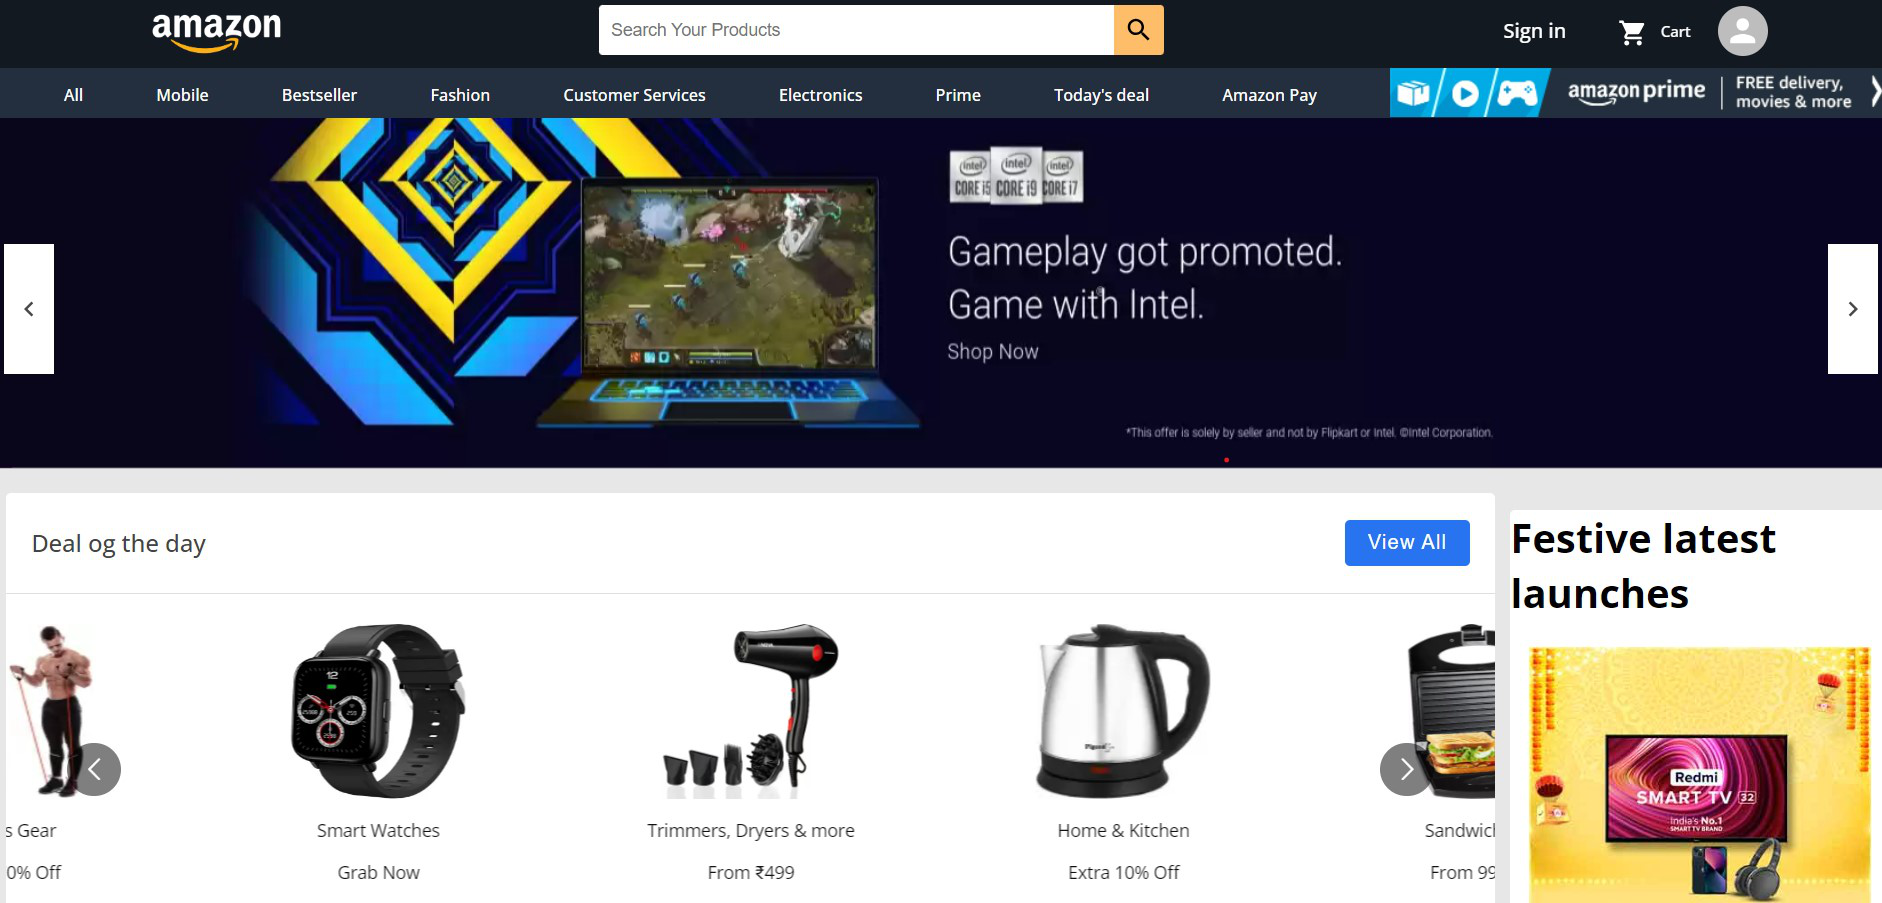 amazon
Search Your Products
Sign in
Cart
All
Mobile
Bestseller
Fashion
Customer Services
Electronics
Prime
Today's deal
Amazon Pay
amazon prime
FREE delivery,
movies & more
intel intel intel
CORE i5 CORE i9 CORE i7
Gameplay got promoted.
Game with Intel.
Shop Now
*This offer is solely by seller and not by Flipkart or Intel. ©Intel Corporation.
Deal og the day
View All
Festive latest
launches
12
s Gear
0% Off
Smart Watches
Grab Now
Trimmers, Dryers & more
From ₹499
Pigeon
Home & Kitchen
Extra 10% Off
Sandwic
From 99
Redmi
SMART TV 32
India's No.1
SMART TV BRAND